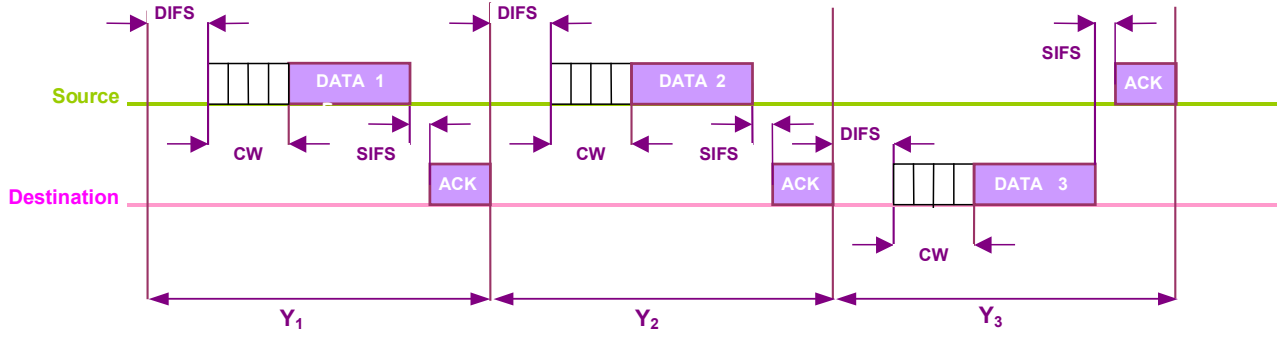 DIFS
DIFS
SIFS
DATA 1
DATA 2
ACK
Source
DIFS
CW
SIFS
CW
SIFS
ACK
ACK
DATA 3
Destination
CW
Y₁
Y₂
Y₃